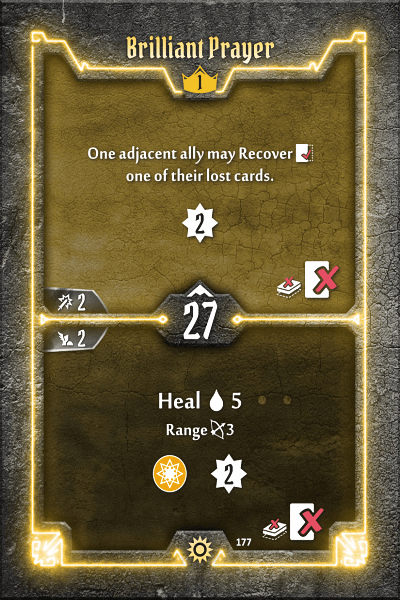 Brilliant Prayer
1
One adjacent ally may Recover
one of their lost cards.
2
2
27
2
Heal 5
Range 3
2
177